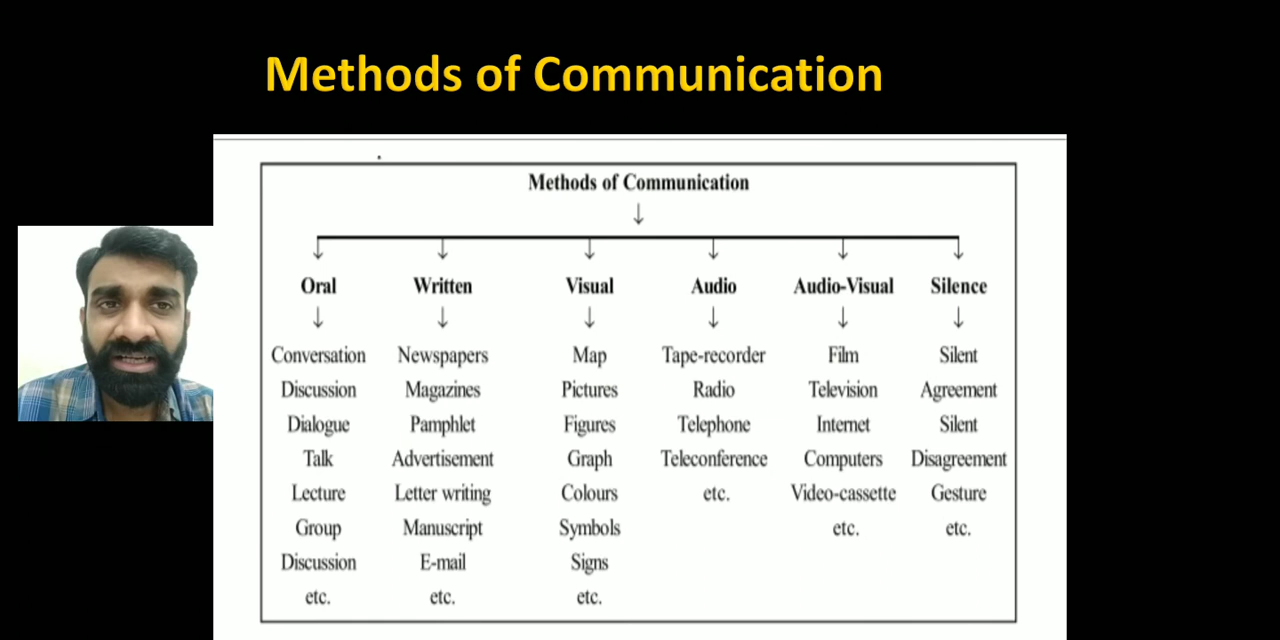 Methods of Communication
Methods of Communication
Oral Written Visual Audio Audio-Visual Silence
Conversation Newspapers Map Tape-recorder Film Silent
Discussion Magazines Pictures Radio Television Agreement
Dialogue Pamphlet Figures Telephone Internet Silent
Talk Advertisement Graph Teleconference Computers Disagreement
Lecture Letter writing Colours etc. Video-cassette Gesture
Group Manuscript Symbols etc. etc.
Discussion E-mail Signs
etc. etc. etc.